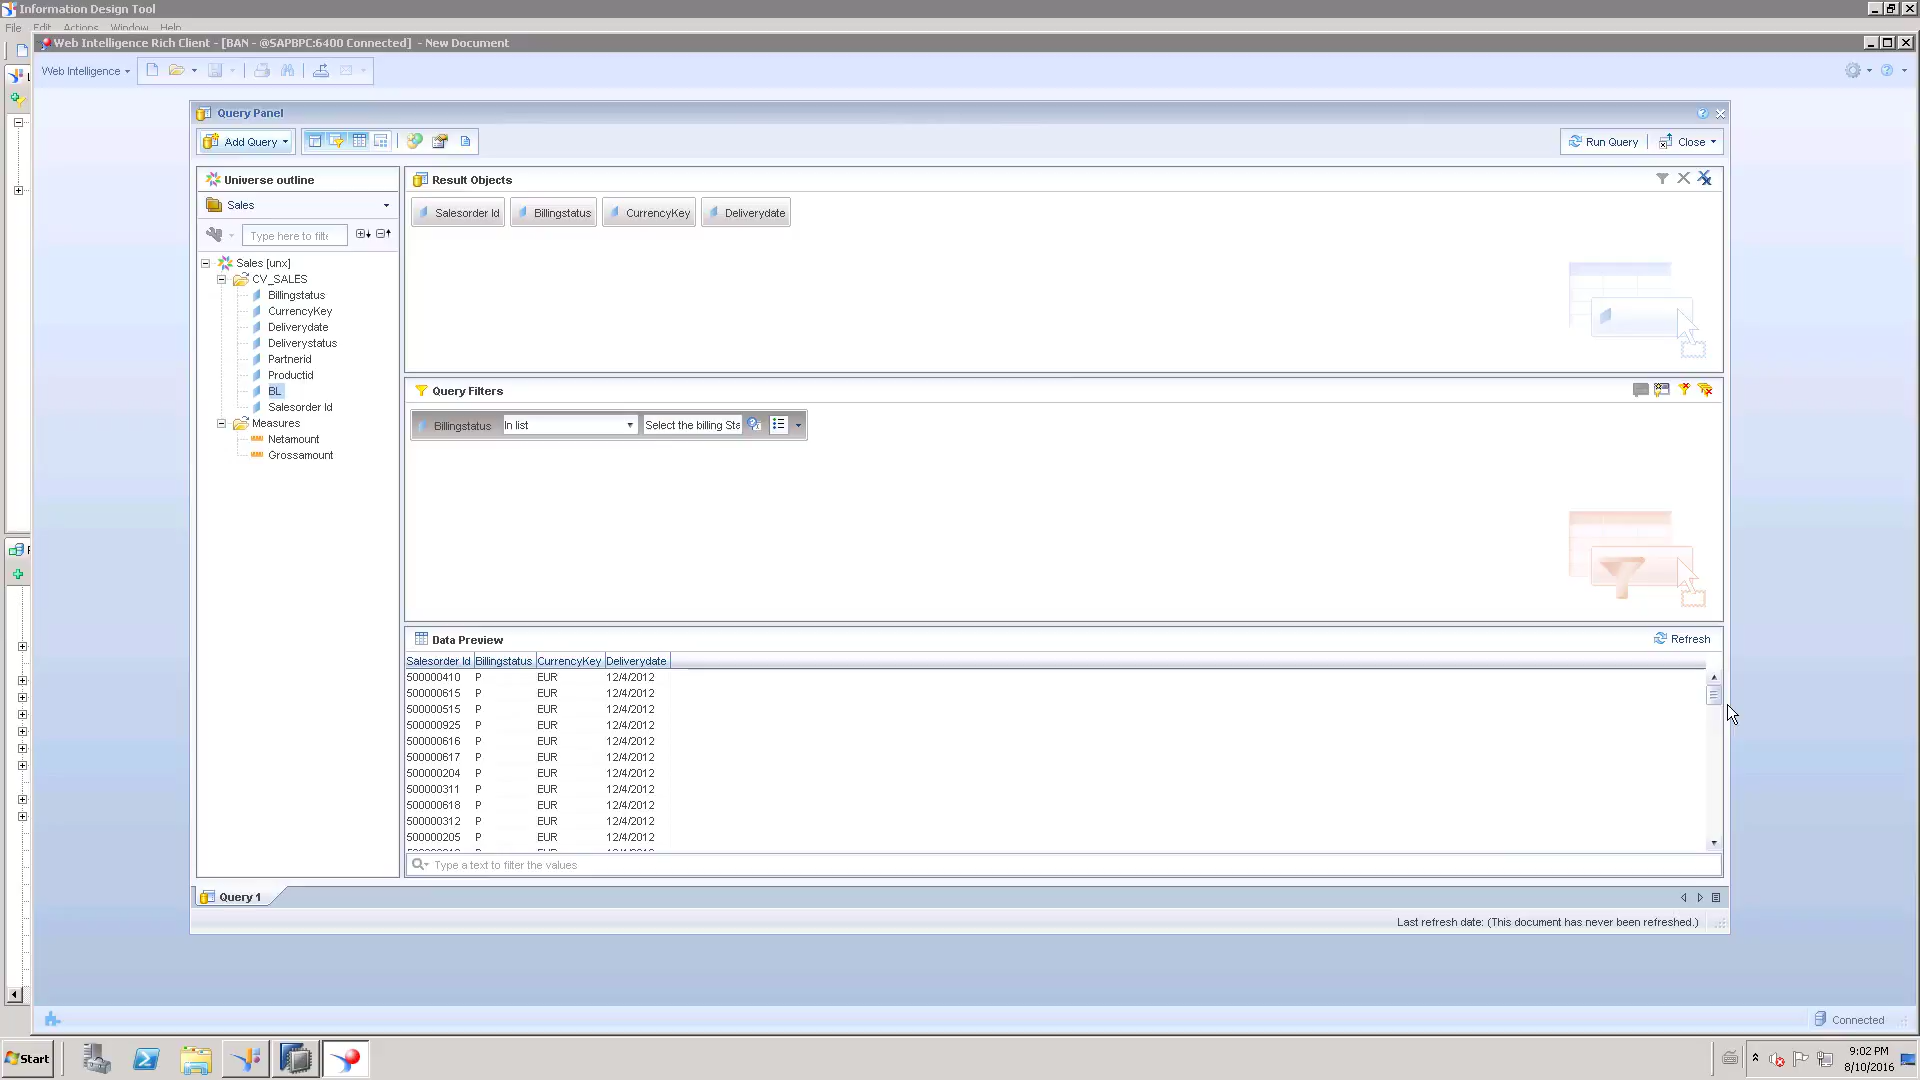 Information Design Tool
File Edit Actions Window Help
Web Intelligence Rich Client - [BAN - @SAPBPC:6400 Connected] - New Document
Web Intelligence
Query Panel
Add Query
Run Query
Close
Universe outline
Result Objects
Sales
Salesorder Id
Billingstatus
CurrencyKey
Deliverydate
Type here to filte
Sales [unx]
CV_SALES
Billingstatus
CurrencyKey
Deliverydate
Deliverystatus
Partnerid
Productid
BL
Salesorder Id
Measures
Netamount
Grossamount
Query Filters
Billingstatus
In list
Select the billing Sta
Data Preview
Refresh
Salesorder Id Billingstatus CurrencyKey Deliverydate
500000410 P EUR 12/4/2012
500000615 P EUR 12/4/2012
500000515 P EUR 12/4/2012
500000925 P EUR 12/4/2012
500000616 P EUR 12/4/2012
500000617 P EUR 12/4/2012
500000204 P EUR 12/4/2012
500000311 P EUR 12/4/2012
500000618 P EUR 12/4/2012
500000312 P EUR 12/4/2012
500000205 P EUR 12/4/2012
Type a text to filter the values
Query 1
Last refresh date: (This document has never been refreshed.)
Connected
Start
9:02 PM
8/10/2016